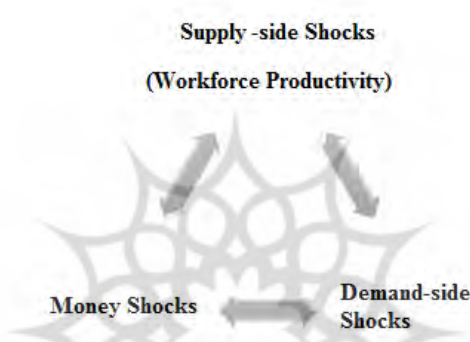 Supply -side Shocks
(Workforce Productivity)
Money Shocks
Demand-side
Shocks